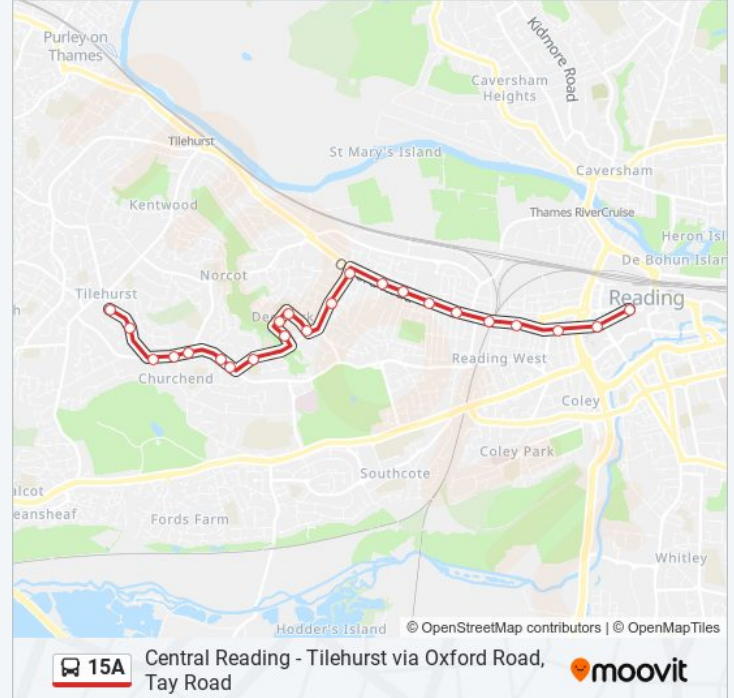 Purley on
Thames
Kidmore Road
Caversham
Heights
Tilehurst
St Mary's Island
Caversham
Kentwood
Thames RiverCruise
Heron Isl
De Bohun Islan
Norcot
Tilehurst
Reading
h
Reading West
Churchend
Coley
Coley Park
Southcote
alcot
eansheaf
Fords Farm
Whitley
Hodder's Island
© OpenStreetMap contributors | © OpenMapTiles
15A
Central Reading - Tilehurst via Oxford Road,
Tay Road
moovit